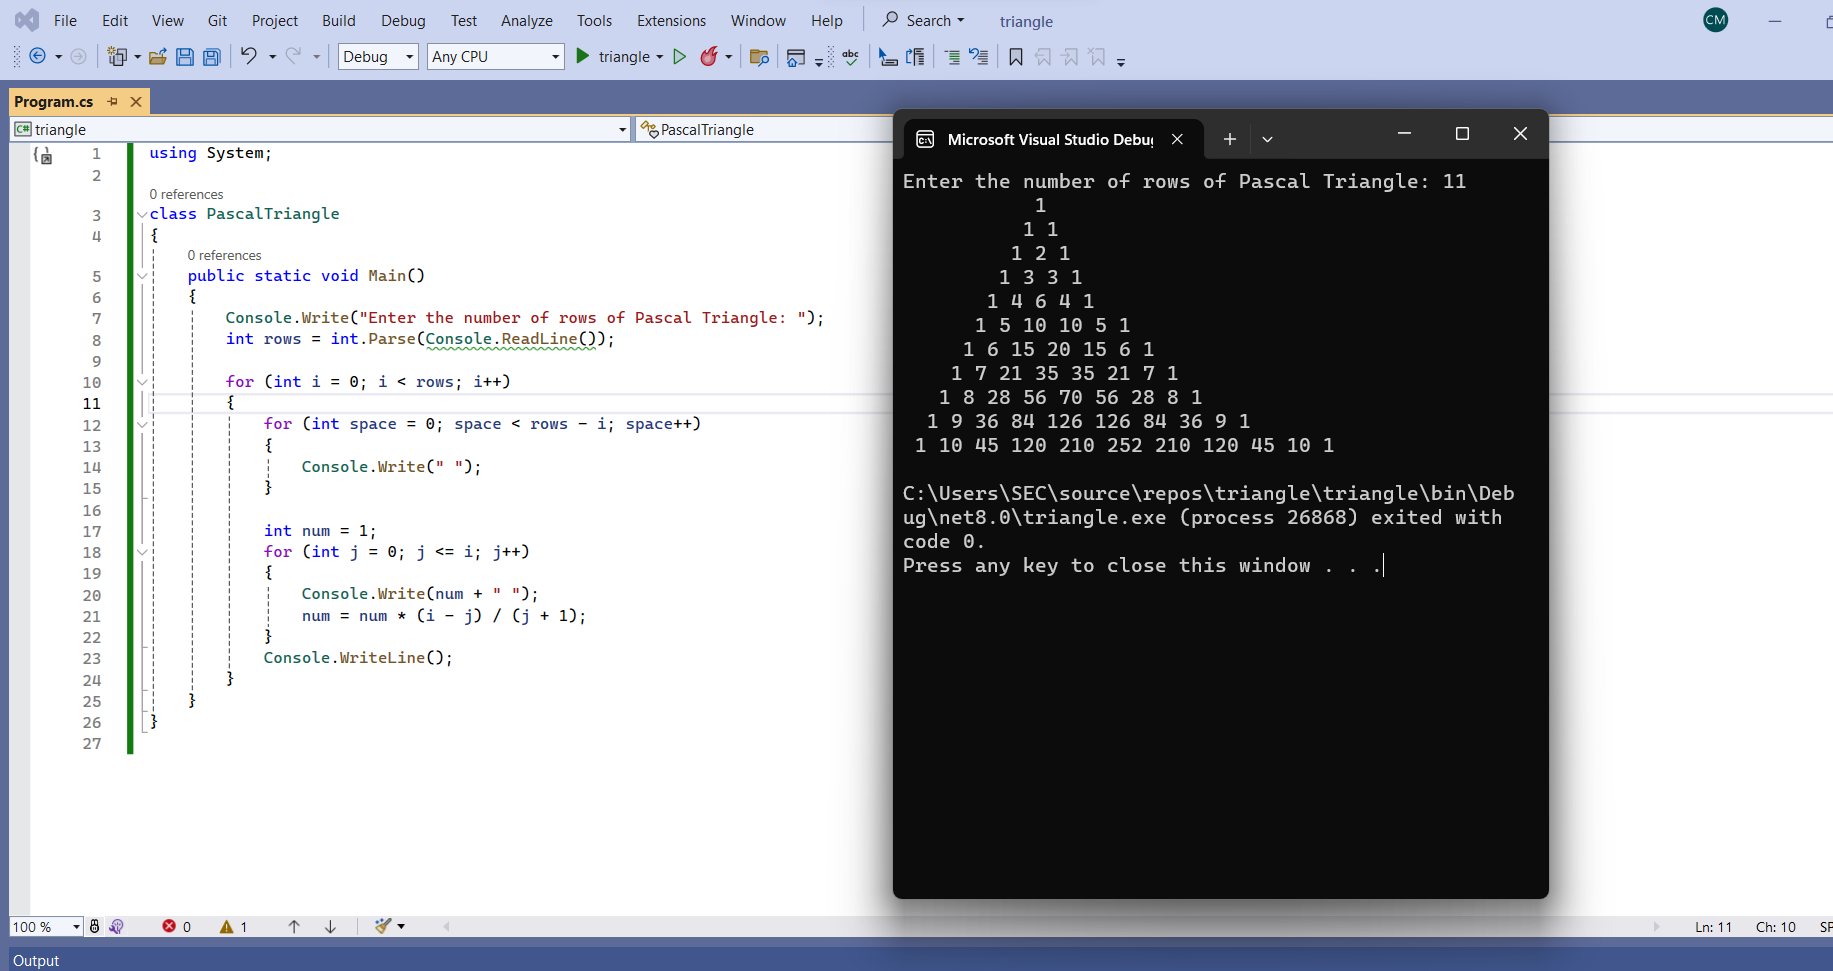 File Edit View Git Project Build Debug Test Analyze Tools Extensions Window Help Search triangle CM
Debug Any CPU triangle abc
Program.cs
C# triangle PascalTriangle
1 using System;
2
0 references
3 class PascalTriangle
4 {
0 references
5 public static void Main()
6 {
7 Console.Write("Enter the number of rows of Pascal Triangle: ");
8 int rows = int.Parse(Console.ReadLine());
9
10 for (int i = 0; i < rows; i++)
11 {
12 for (int space = 0; space < rows - i; space++)
13 {
14 Console.Write(" ");
15 }
16
17 int num = 1;
18 for (int j = 0; j <= i; j++)
19 {
20 Console.Write(num + " ");
21 num = num * (i - j) / (j + 1);
22 }
23 Console.WriteLine();
24 }
25 }
26 }
27
Microsoft Visual Studio Debug
Enter the number of rows of Pascal Triangle: 11
1
1 1
1 2 1
1 3 3 1
1 4 6 4 1
1 5 10 10 5 1
1 6 15 20 15 6 1
1 7 21 35 35 21 7 1
1 8 28 56 70 56 28 8 1
1 9 36 84 126 126 84 36 9 1
1 10 45 120 210 252 210 120 45 10 1
C:\Users\SEC\source\repos\triangle\triangle\bin\Deb
ug\net8.0\triangle.exe (process 26868) exited with
code 0.
Press any key to close this window . . .
100 % 0 1 Ln: 11 Ch: 10 SP
Output